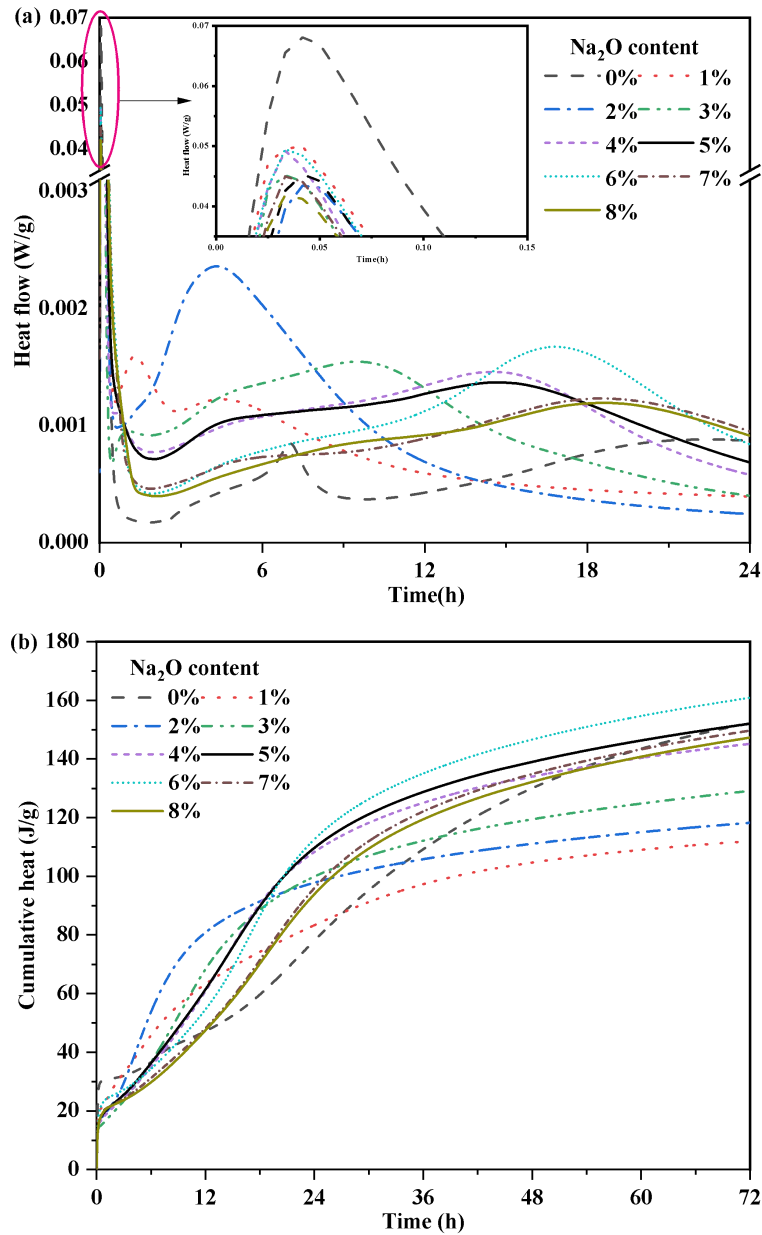 (a)
0.07
0.06
0.05
0.04
0.003
0.002
0.001
0.000
Heat flow (W/g)
0 6 12 18 24
Time(h)
0.07
0.06
0.05
0.04
Heat flow (W/g)
0.00 0.05 0.10 0.15
Time(h)
Na₂O content
0% 1%
2% 3%
4% 5%
6% 7%
8%
(b)
180
160
140
120
100
80
60
40
20
0
Cumulative heat (J/g)
0 12 24 36 48 60 72
Time (h)
Na₂O content
0% 1%
2% 3%
4% 5%
6% 7%
8%